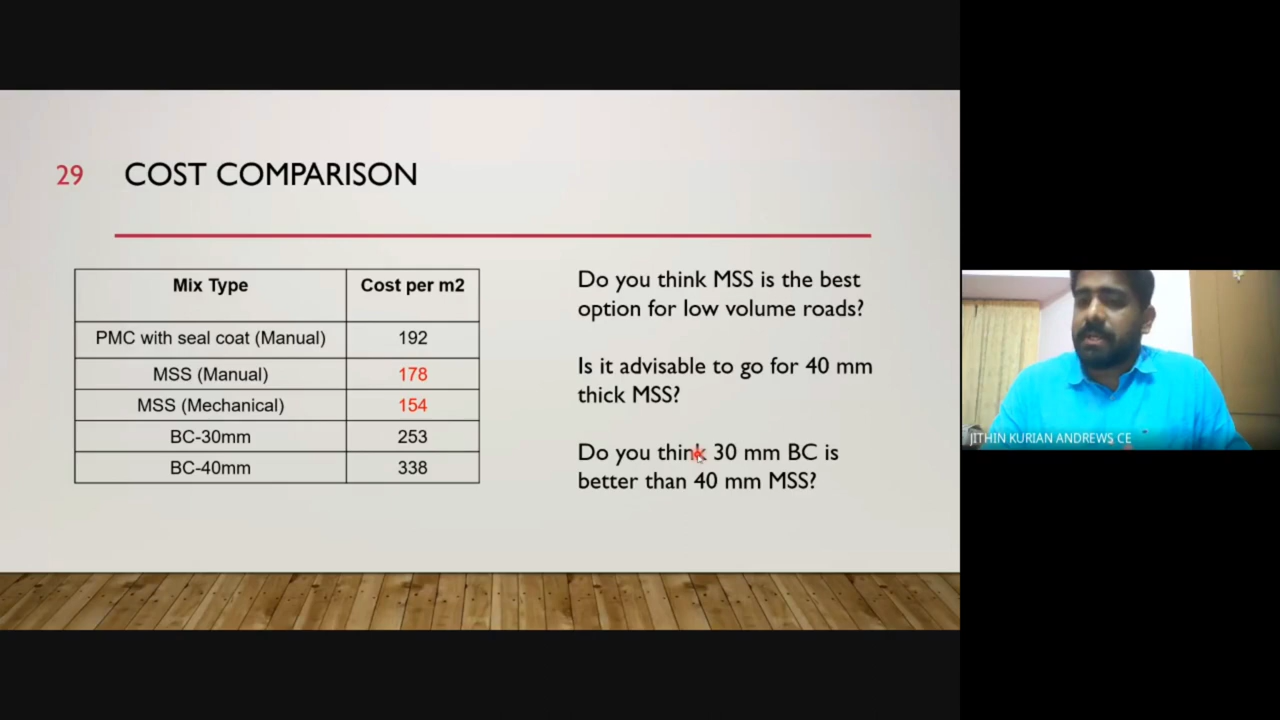 29 COST COMPARISON
Mix Type Cost per m2
PMC with seal coat (Manual) 192
MSS (Manual) 178
MSS (Mechanical) 154
BC-30mm 253
BC-40mm 338
Do you think MSS is the best
option for low volume roads?
Is it advisable to go for 40 mm
thick MSS?
Do you think 30 mm BC is
better than 40 mm MSS?
JITHIN KURIAN ANDREWS CE